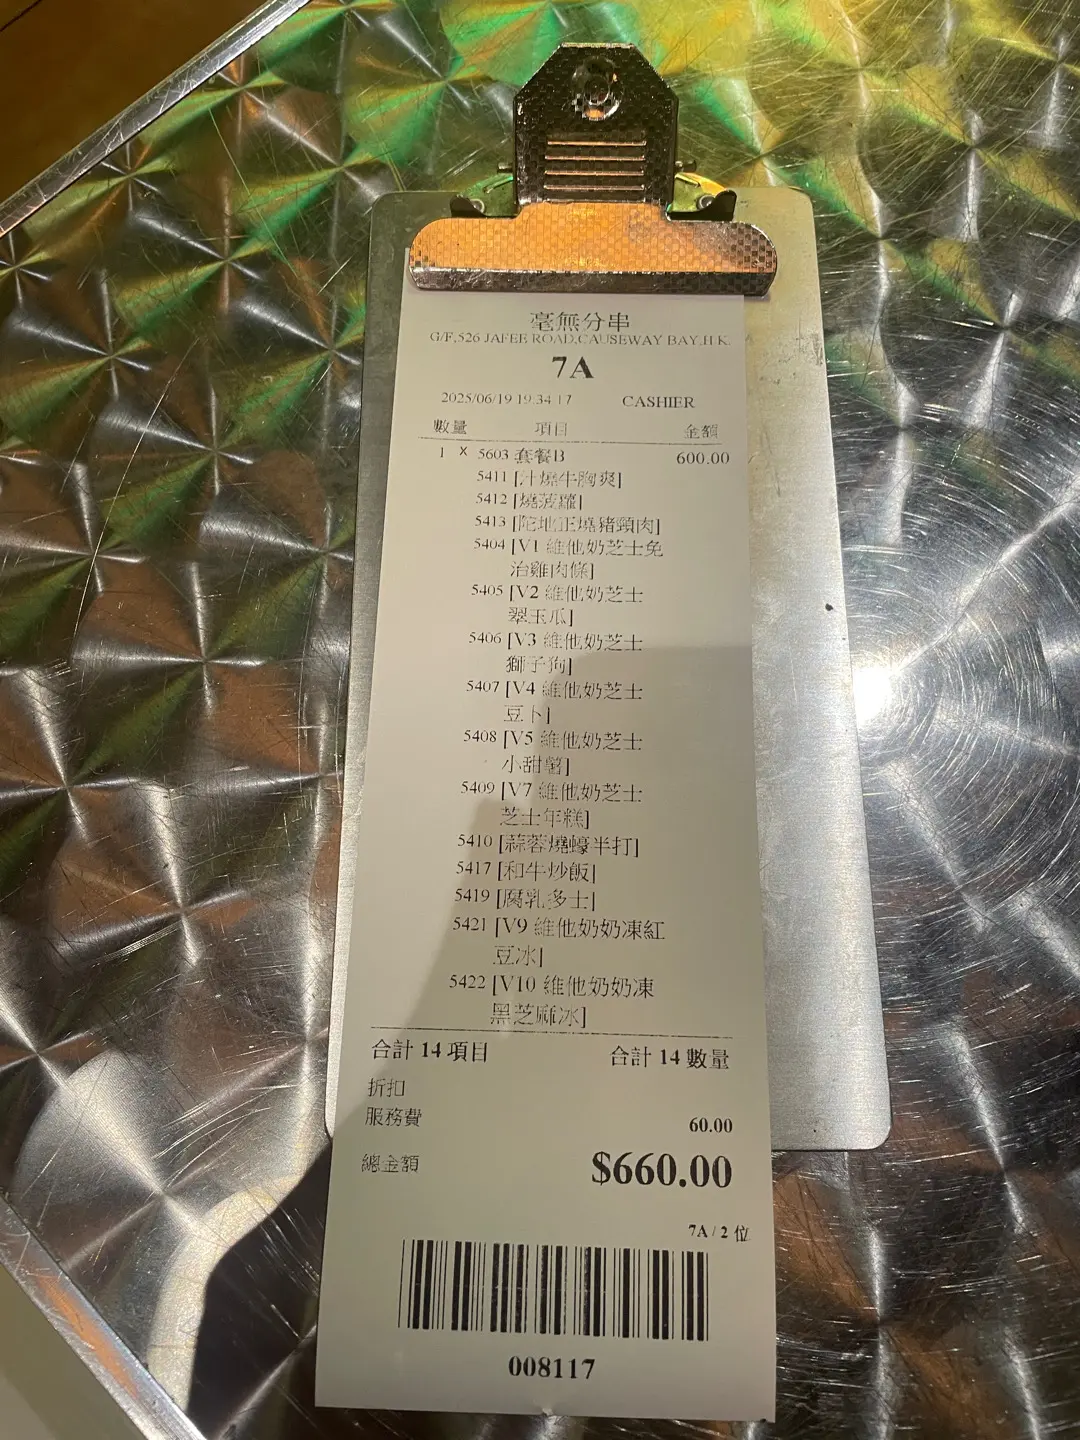 毫無分串
G/F,526 JAFEE ROAD,CAUSEWAY BAY,H.K.
7A
2025/06/19 19:34:17 CASHIER
數量 項目 金額
1 x 5603 套餐B 600.00
5411 [汁燒牛胸爽]
5412 [燒菠蘿]
5413 [陀地正燒豬頸肉]
5404 [V1 維他奶芝士免
治雞肉條]
5405 [V2 維他奶芝士
翠玉瓜]
5406 [V3 維他奶芝士
獅子狗]
5407 [V4 維他奶芝士
豆卜]
5408 [V5 維他奶芝士
小甜薯]
5409 [V7 維他奶芝士
芝士年糕]
5410 [蒜蓉燒蠔半打]
5417 [和牛炒飯]
5419 [腐乳多士]
5421 [V9 維他奶奶凍紅
豆冰]
5422 [V10 維他奶奶凍
黑芝麻冰]
合計 14 項目 合計 14 數量
折扣
服務費 60.00
總金額 $660.00
7A / 2 位
008117